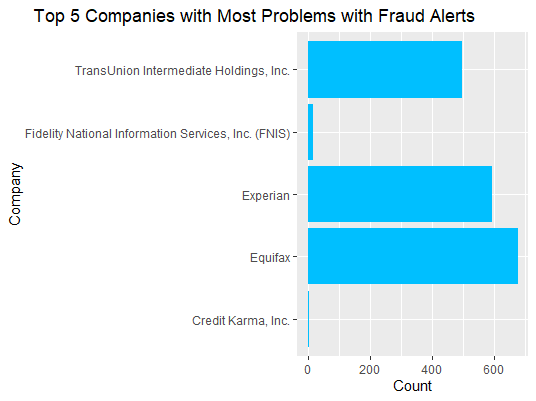 Top 5 Companies with Most Problems with Fraud Alerts
TransUnion Intermediate Holdings, Inc.
Fidelity National Information Services, Inc. (FNIS)
Experian
Equifax
Credit Karma, Inc.
Company
0 200 400 600
Count